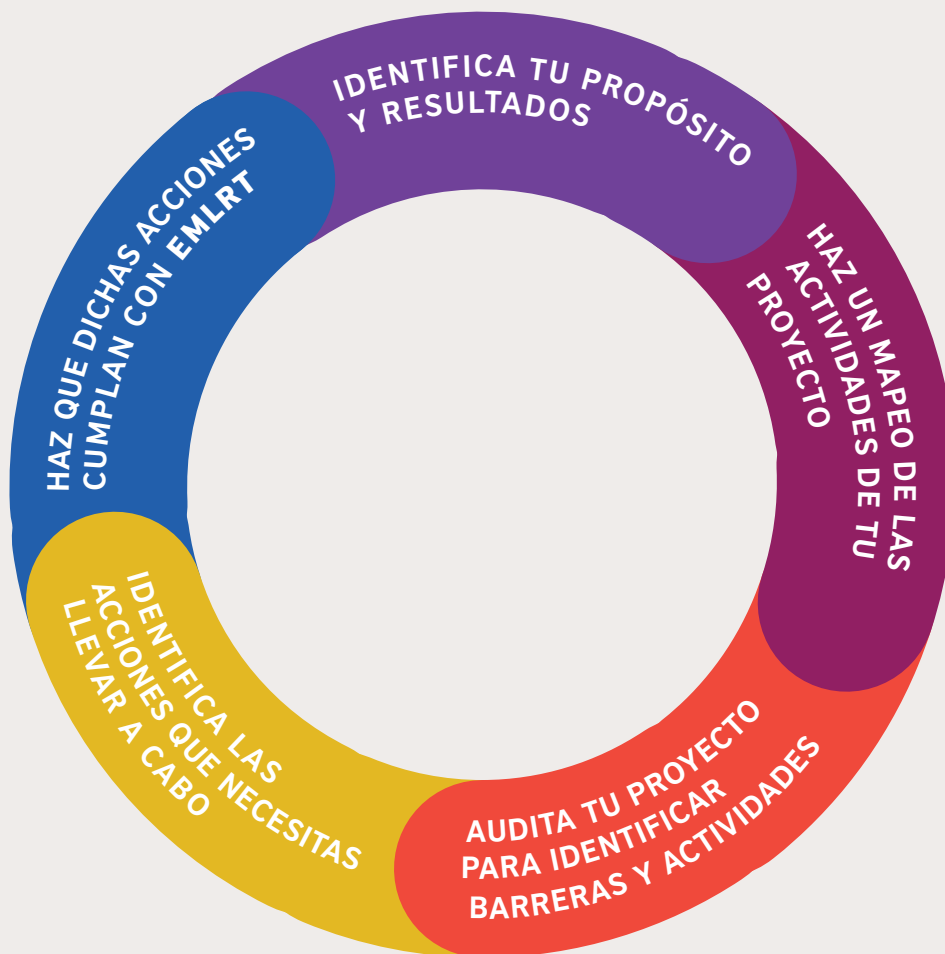 IDENTIFICA TU PROPÓSITO
Y RESULTADOS
HAZ UN MAPEO DE LAS
ACTIVIDADES DE TU
PROYECTO
AUDITA TU PROYECTO
PARA IDENTIFICAR
BARRERAS Y ACTIVIDADES
IDENTIFICA LAS
ACCIONES QUE NECESITAS
LLEVAR A CABO
HAZ QUE DICHAS ACCIONES
CUMPLAN CON EMLRT